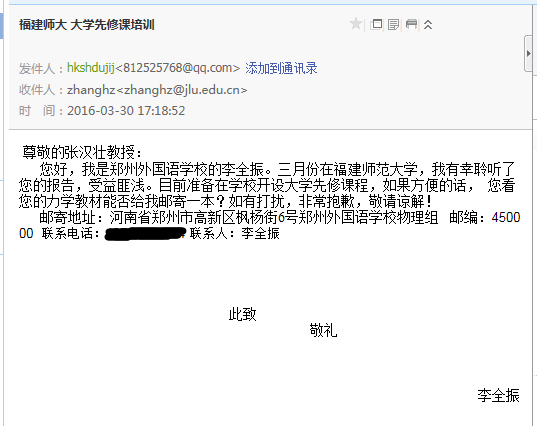 福建师大 大学先修课培训
发件人：hkshdujij<812525768@qq.com> 添加到通讯录
收件人：zhanghz<zhanghz@jlu.edu.cn>
时 间：2016-03-30 17:18:52
尊敬的张汉壮教授：
您好，我是郑州外国语学校的李全振。三月份在福建师范大学，我有幸聆听了
您的报告，受益匪浅。目前准备在学校开设大学先修课程，如果方便的话， 您看
您的力学教材能否给我邮寄一本？如有打扰，非常抱歉，敬请谅解！
邮寄地址：河南省郑州市高新区枫杨街6号郑州外国语学校物理组 邮编：4500
00 联系电话： 联系人：李全振
此致
敬礼
李全振